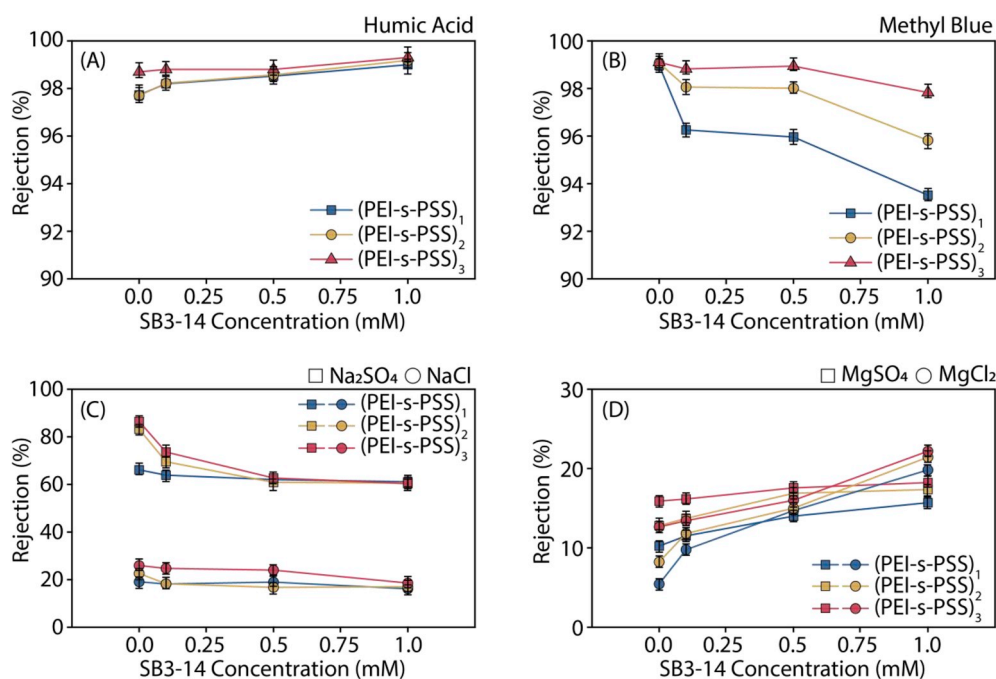 Humic Acid
(A)
100
98
96
94
92
90
Rejection (%)
(PEI-s-PSS)₁
(PEI-s-PSS)₂
(PEI-s-PSS)₃
0.0 0.25 0.5 0.75 1.0
SB3-14 Concentration (mM)
Methyl Blue
(B)
100
98
96
94
92
90
Rejection (%)
(PEI-s-PSS)₁
(PEI-s-PSS)₂
(PEI-s-PSS)₃
0.0 0.25 0.5 0.75 1.0
SB3-14 Concentration (mM)
Na₂SO₄ NaCl
(C)
100
80
60
40
20
0
Rejection (%)
(PEI-s-PSS)₁
(PEI-s-PSS)₂
(PEI-s-PSS)₃
0.0 0.25 0.5 0.75 1.0
SB3-14 Concentration (mM)
MgSO₄ MgCl₂
(D)
30
20
10
0
Rejection (%)
(PEI-s-PSS)₁
(PEI-s-PSS)₂
(PEI-s-PSS)₃
0.0 0.25 0.5 0.75 1.0
SB3-14 Concentration (mM)